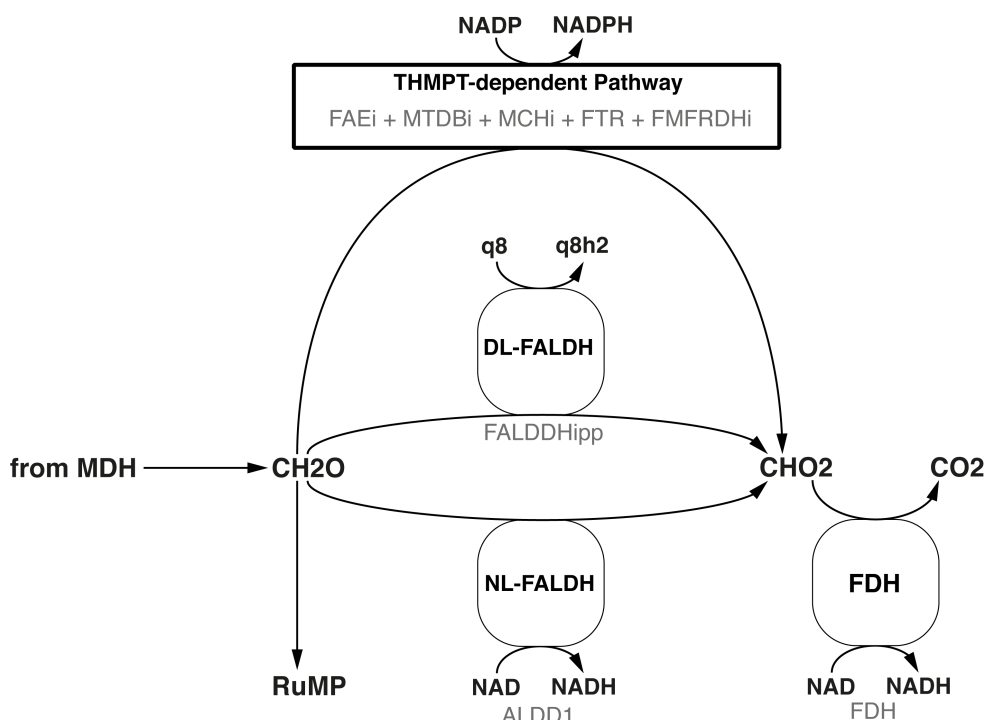 NADP NADPH
THMPT-dependent Pathway
FAEi + MTDBi + MCHi + FTR + FMFRDHi
q8 q8h2
DL-FALDH
FALDDHipp
from MDH CH2O CHO2 CO2
NL-FALDH FDH
RuMP NAD NADH NAD NADH
ALDD1 FDH